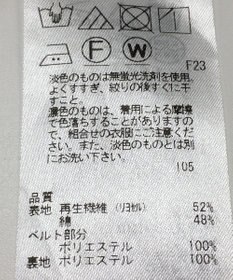 F W
F23
淡色のものは無蛍光洗剤を使用。
よくすすぎ、絞りの後すぐに干
すこと。
濃色のものは、着用による摩擦
で色落ちすることがありますの
で、組合せの衣服にご注意くだ
さい。また、淡色のものとは別
にお洗い下さい。
105
品質
表地 再生繊維(リヨセル) 52%
綿 48%
ベルト部分
ポリエステル 100%
裏地 ポリエステル 100%